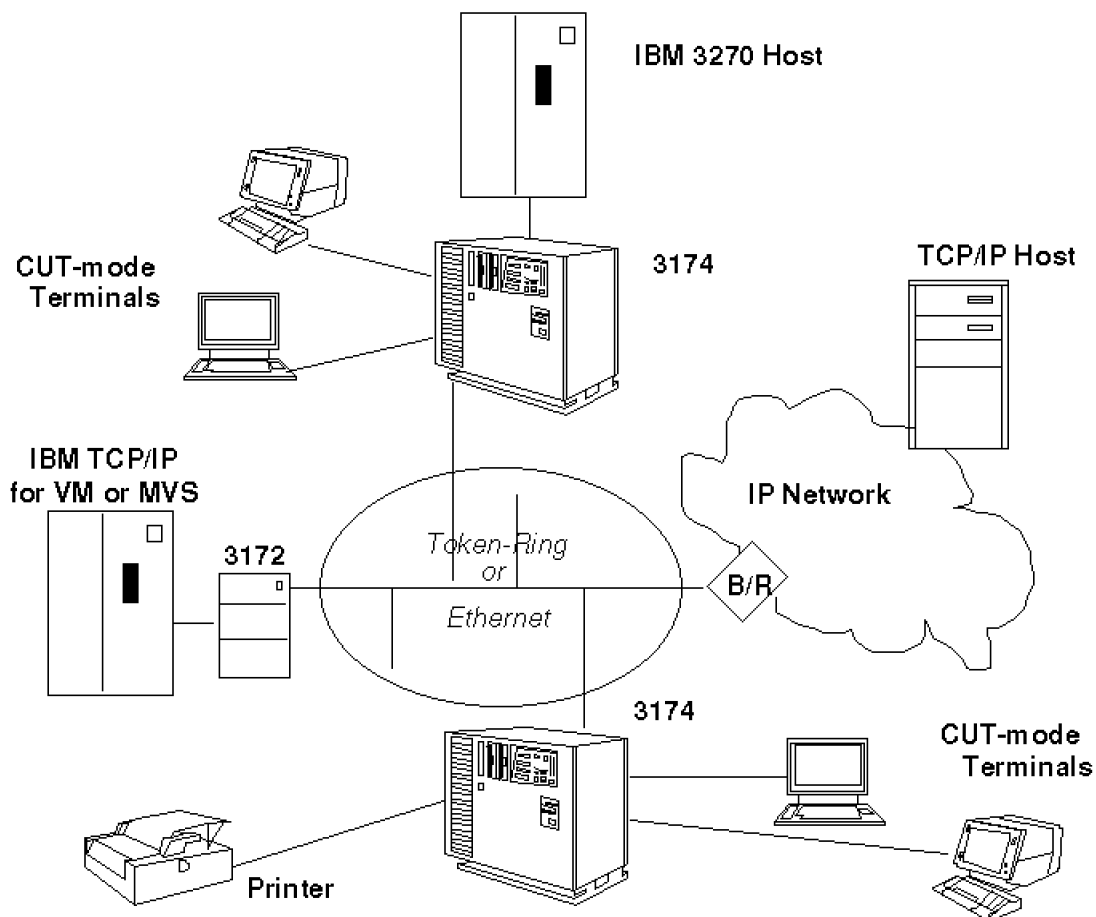 IBM 3270 Host
3174
TCP/IP Host
CUT-mode
Terminals
IBM TCP/IP
for VM or MVS
3172
Token-Ring
or
Ethernet
IP Network
B/R
3174
CUT-mode
Terminals
Printer